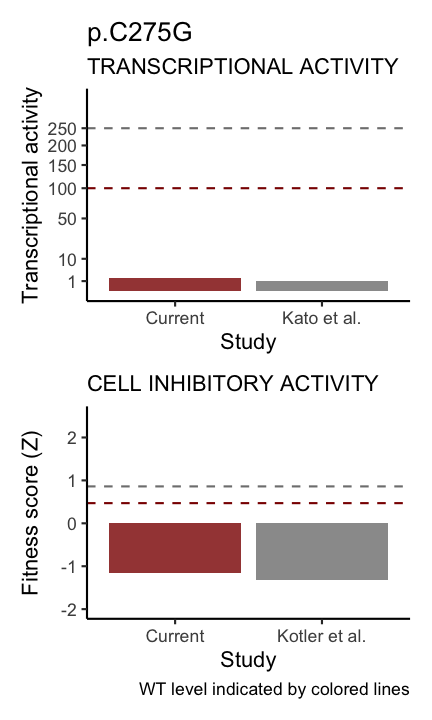 p.C275G
TRANSCRIPTIONAL ACTIVITY
Transcriptional activity
250
200
150
100
50
10
1
Current
Kato et al.
Study
CELL INHIBITORY ACTIVITY
Fitness score (Z)
2
1
0
-1
-2
Current
Kotler et al.
Study
WT level indicated by colored lines